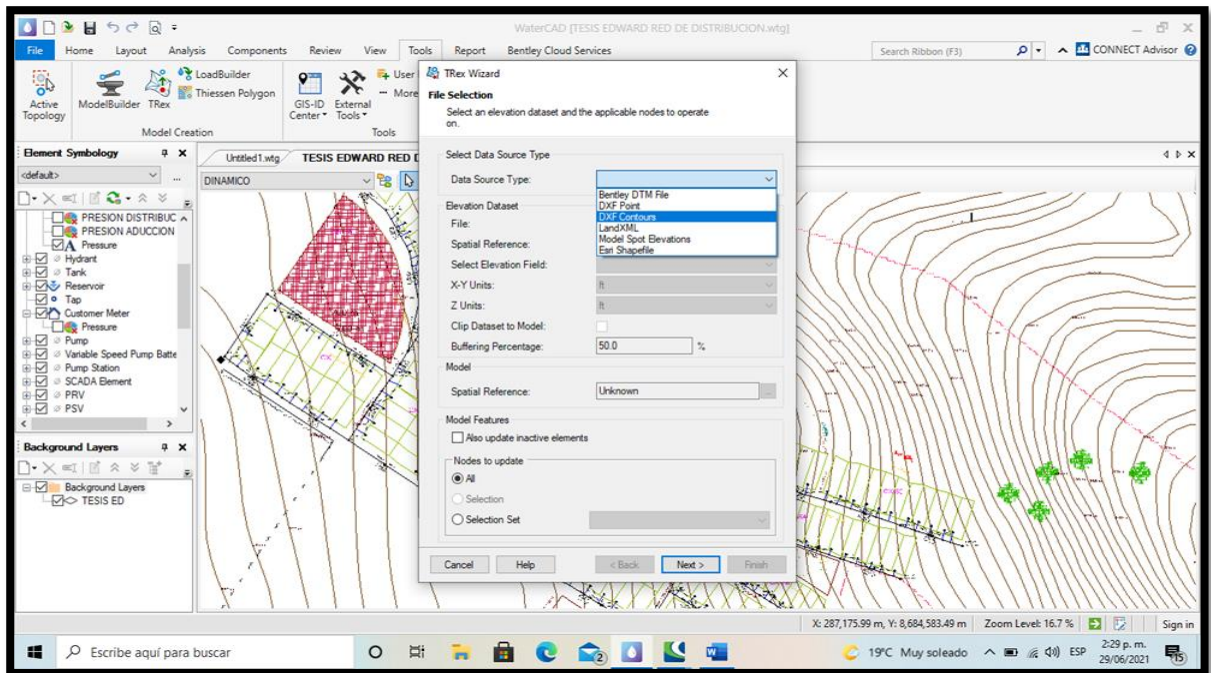 WaterCAD [TESIS EDWARD RED DE DISTRIBUCION.wtg]
File Home Layout Analysis Components Review View Tools Report Bentley Cloud Services
Search Ribbon (F3)
CONNECT Advisor
Active Topology
ModelBuilder
TRex
LoadBuilder
Thiessen Polygon
Model Creation
GIS-ID Center
External Tools
User
More
Tools
Element Symbology
<default>
PRESION DISTRIBUC
PRESION ADUCCION
Pressure
Hydrant
Tank
Reservoir
Tap
Customer Meter
Pressure
Pump
Variable Speed Pump Batte
Pump Station
SCADA Element
PRV
PSV
Background Layers
Background Layers
TESIS ED
Untitled1.wtg
TESIS EDWARD RED D
DINAMICO
TRex Wizard
File Selection
Select an elevation dataset and the applicable nodes to operate
on.
Select Data Source Type
Data Source Type:
Bentley DTM File
DXF Point
DXF Contours
LandXML
Model Spot Elevations
Esri Shapefile
Elevation Dataset
File:
Spatial Reference:
Select Elevation Field:
X-Y Units: ft
Z Units: ft
Clip Dataset to Model:
Buffering Percentage: 50.0 %
Model
Spatial Reference: Unknown ...
Model Features
Also update inactive elements
Nodes to update
All
Selection
Selection Set
Cancel Help < Back Next > Finish
X: 287,175.99 m, Y: 8,684,583.49 m Zoom Level: 16.7 % Sign in
Escribe aquí para buscar
2
19°C Muy soleado
ESP
2:29 p. m.
29/06/2021
15